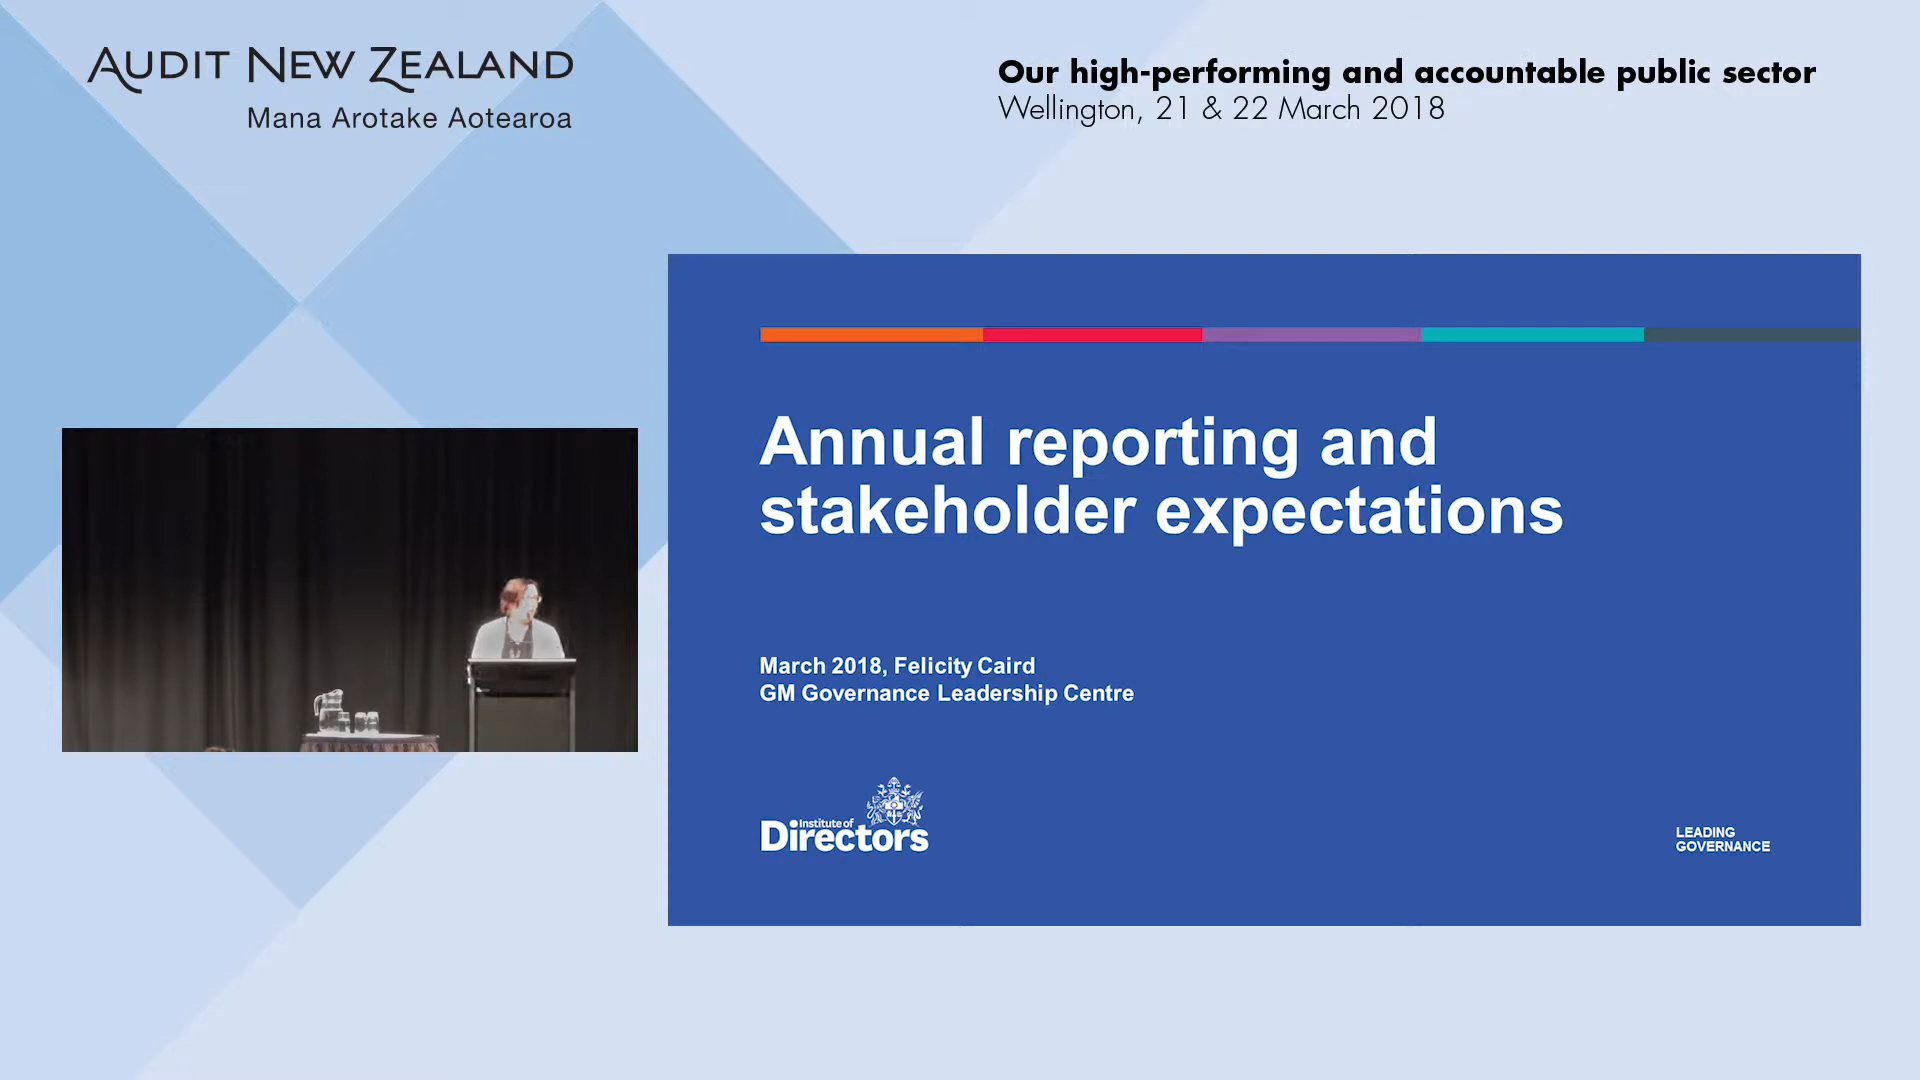 AUDIT NEW ZEALAND
Mana Arotake Aotearoa
Our high-performing and accountable public sector
Wellington, 21 & 22 March 2018
Annual reporting and
stakeholder expectations
March 2018, Felicity Caird
GM Governance Leadership Centre
Institute of
Directors
LEADING
GOVERNANCE